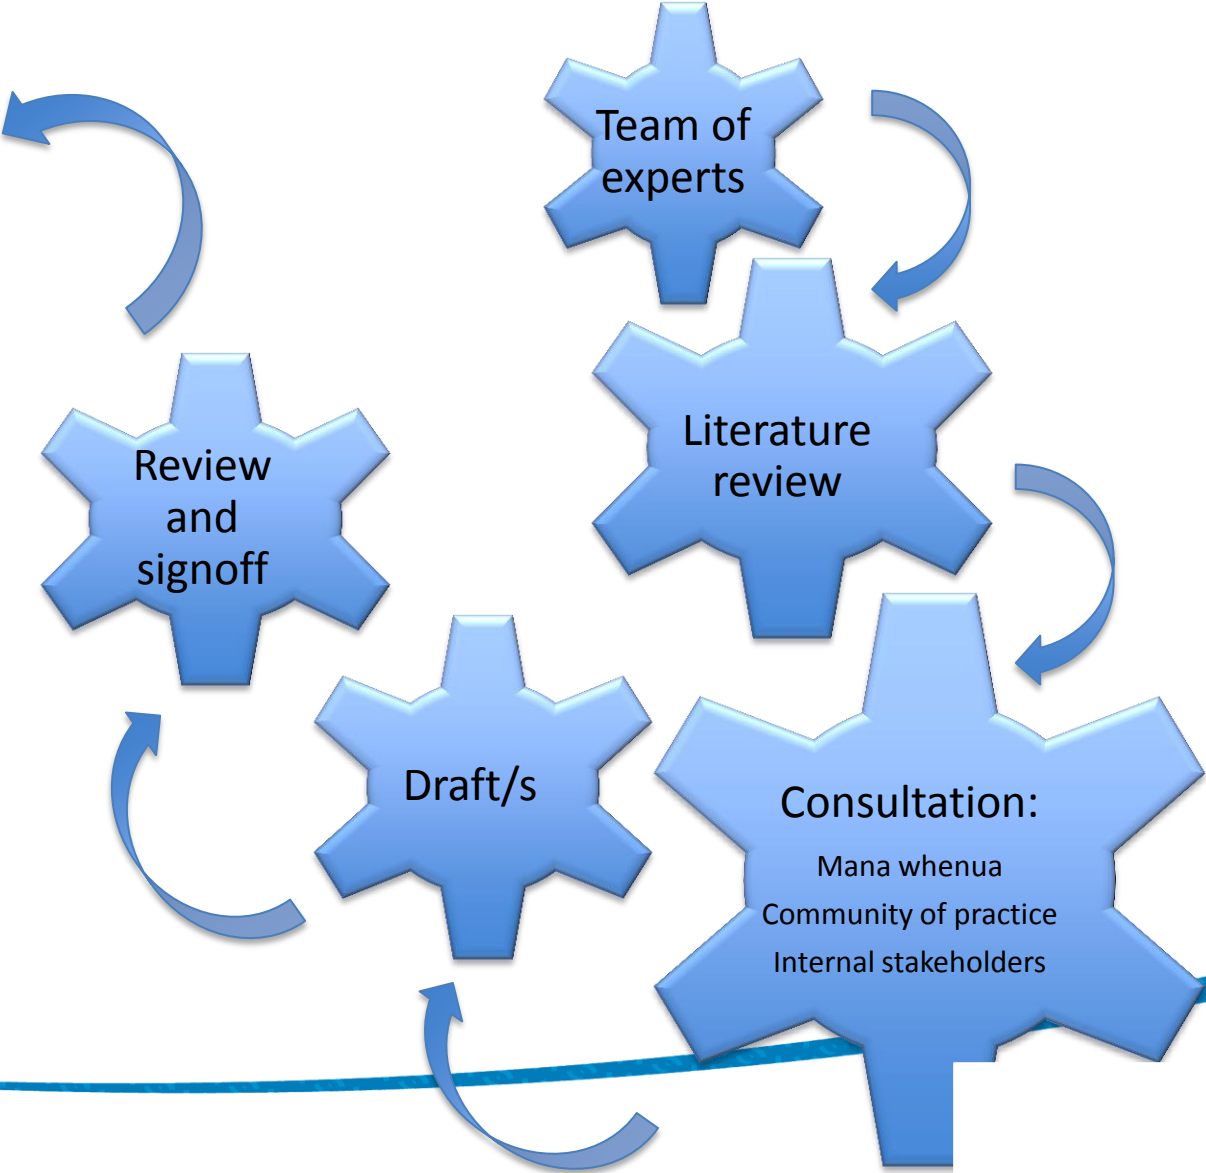 Team of
experts
Literature
review
Consultation:
Mana whenua
Community of practice
Internal stakeholders
Draft/s
Review
and
signoff